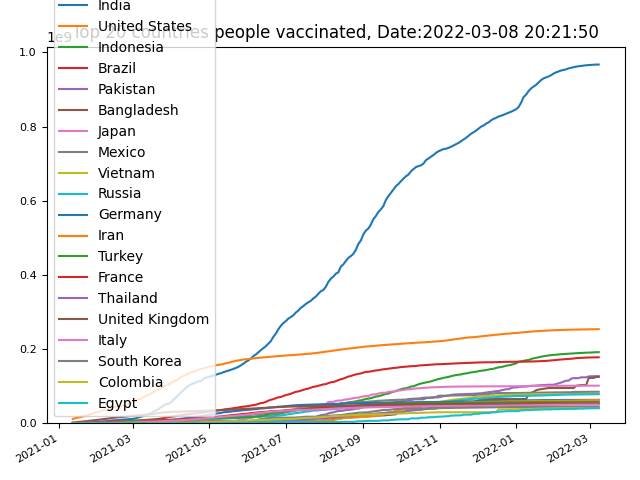 Top 20 countries people vaccinated, Date:2022-03-08 20:21:50
1e9
1.0
0.8
0.6
0.4
0.2
0.0
India
United States
Indonesia
Brazil
Pakistan
Bangladesh
Japan
Mexico
Vietnam
Russia
Germany
Iran
Turkey
France
Thailand
United Kingdom
Italy
South Korea
Colombia
Egypt
2021-01
2021-03
2021-05
2021-07
2021-09
2021-11
2022-01
2022-03